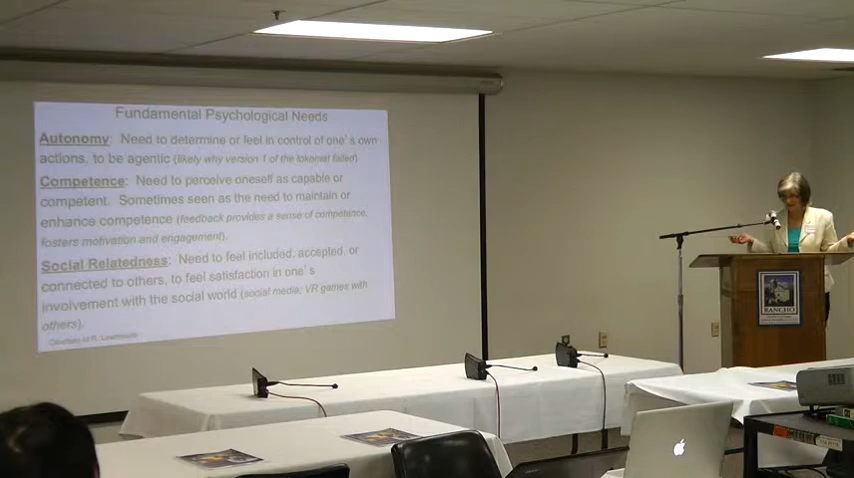 Fundamental Psychological Needs
Autonomy: Need to determine or feel in control of one's own
actions, to be agentic (likely why version 1 of the lokomat failed)
Competence: Need to perceive oneself as capable or
competent. Sometimes seen as the need to maintain or
enhance competence (feedback provides a sense of competence,
fosters motivation and engagement).
Social Relatedness: Need to feel included, accepted, or
connected to others, to feel satisfaction in one's
involvement with the social world (social media; VR games with
others).
RANCHO